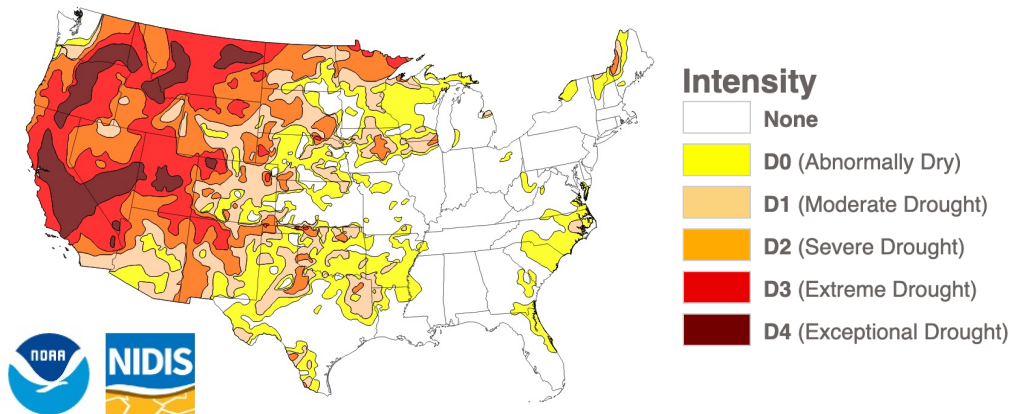 Intensity
None
D0 (Abnormally Dry)
D1 (Moderate Drought)
D2 (Severe Drought)
D3 (Extreme Drought)
D4 (Exceptional Drought)
NOAA
NIDIS